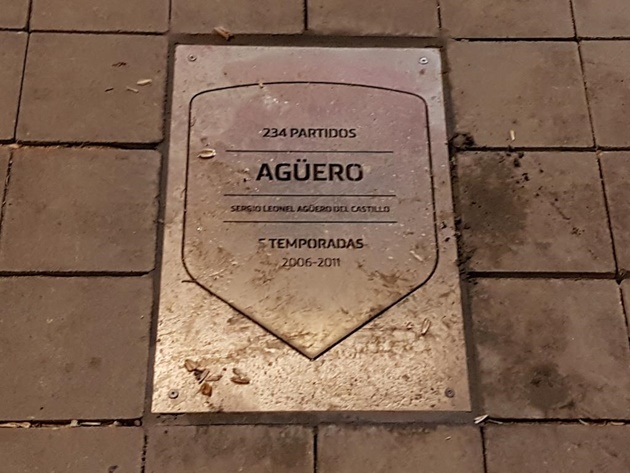 234 PARTIDOS
AGÜERO
SERGIO LEONEL AGÜERO DEL CASTILLO
5 TEMPORADAS
2006-2011